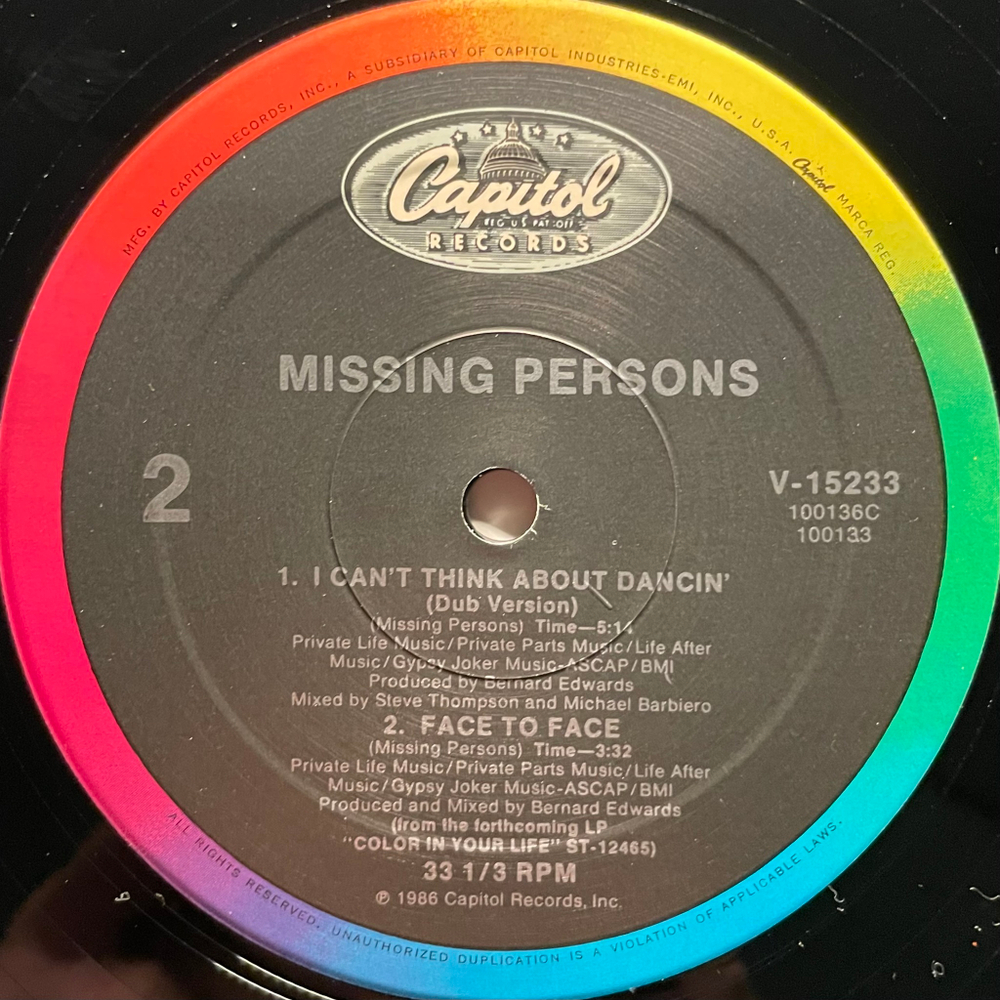 MFG. BY CAPITOL RECORDS, INC., A SUBSIDIARY OF CAPITOL INDUSTRIES-EMI, INC., U.S.A. Capitol MARCA REG.
Capitol
REG. U.S. PAT. OFF.
RECORDS
MISSING PERSONS
2
V-15233
100136C
100133
1. I CAN'T THINK ABOUT DANCIN'
(Dub Version)
(Missing Persons) Time—5:14
Private Life Music/Private Parts Music/Life After
Music/Gypsy Joker Music-ASCAP/BMI
Produced by Bernard Edwards
Mixed by Steve Thompson and Michael Barbiero
2. FACE TO FACE
(Missing Persons) Time—3:32
Private Life Music/Private Parts Music/Life After
Music/Gypsy Joker Music-ASCAP/BMI
Produced and Mixed by Bernard Edwards
(from the forthcoming LP
"COLOR IN YOUR LIFE" ST-12465)
33 1/3 RPM
℗ 1986 Capitol Records, Inc.
ALL RIGHTS RESERVED. UNAUTHORIZED DUPLICATION IS A VIOLATION OF APPLICABLE LAWS.